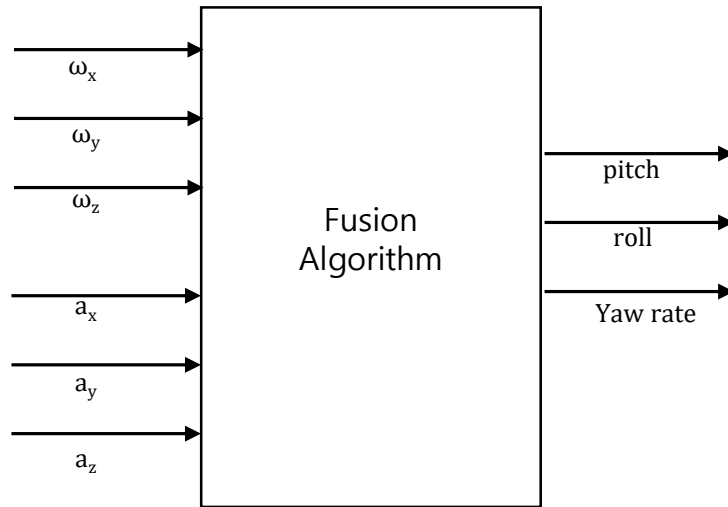 ωx
ωy
ωz
ax
ay
az
Fusion
Algorithm
pitch
roll
Yaw rate